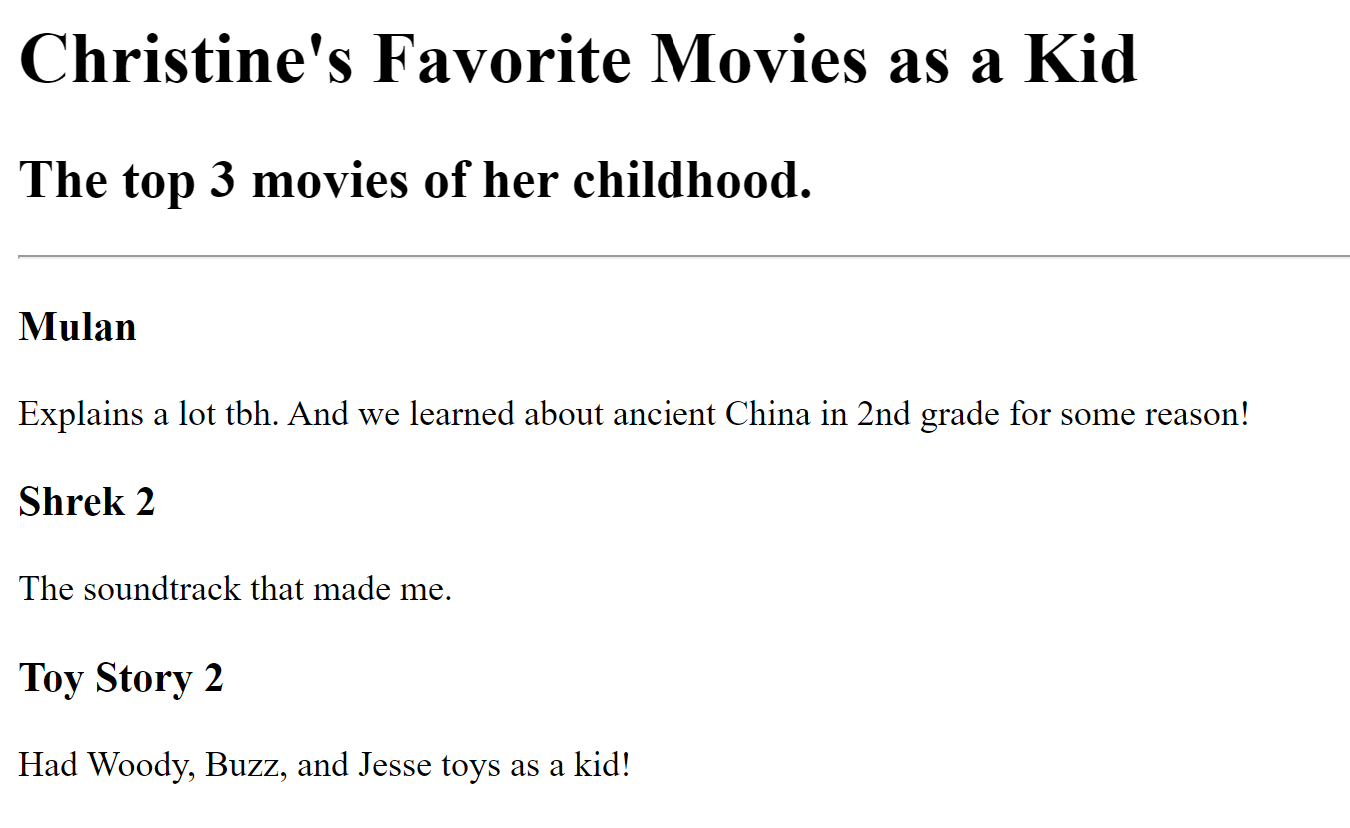 Christine's Favorite Movies as a Kid
The top 3 movies of her childhood.
Mulan
Explains a lot tbh. And we learned about ancient China in 2nd grade for some reason!
Shrek 2
The soundtrack that made me.
Toy Story 2
Had Woody, Buzz, and Jesse toys as a kid!